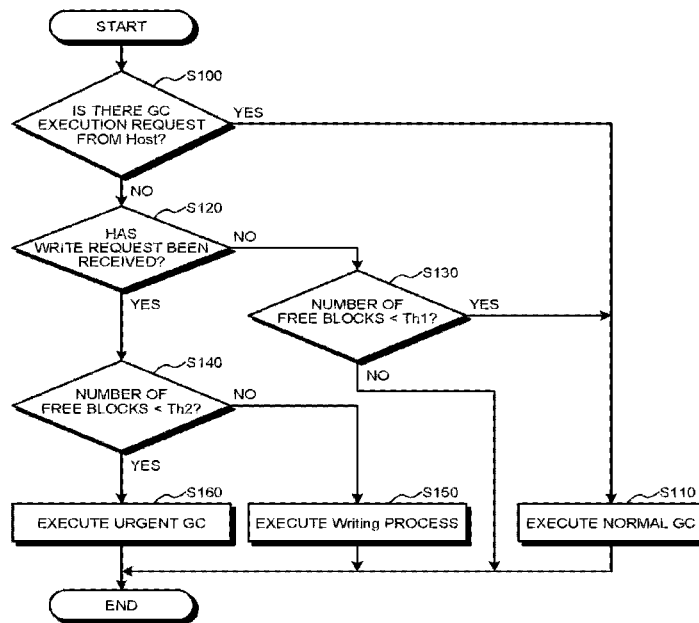 START
S100
IS THERE GC
EXECUTION REQUEST
FROM Host?
YES
NO
S120
HAS
WRITE REQUEST BEEN
RECEIVED?
NO
YES
S130
NUMBER OF
FREE BLOCKS < Th1?
YES
NO
S140
NUMBER OF
FREE BLOCKS < Th2?
NO
YES
S160
EXECUTE URGENT GC
S150
EXECUTE Writing PROCESS
S110
EXECUTE NORMAL GC
END